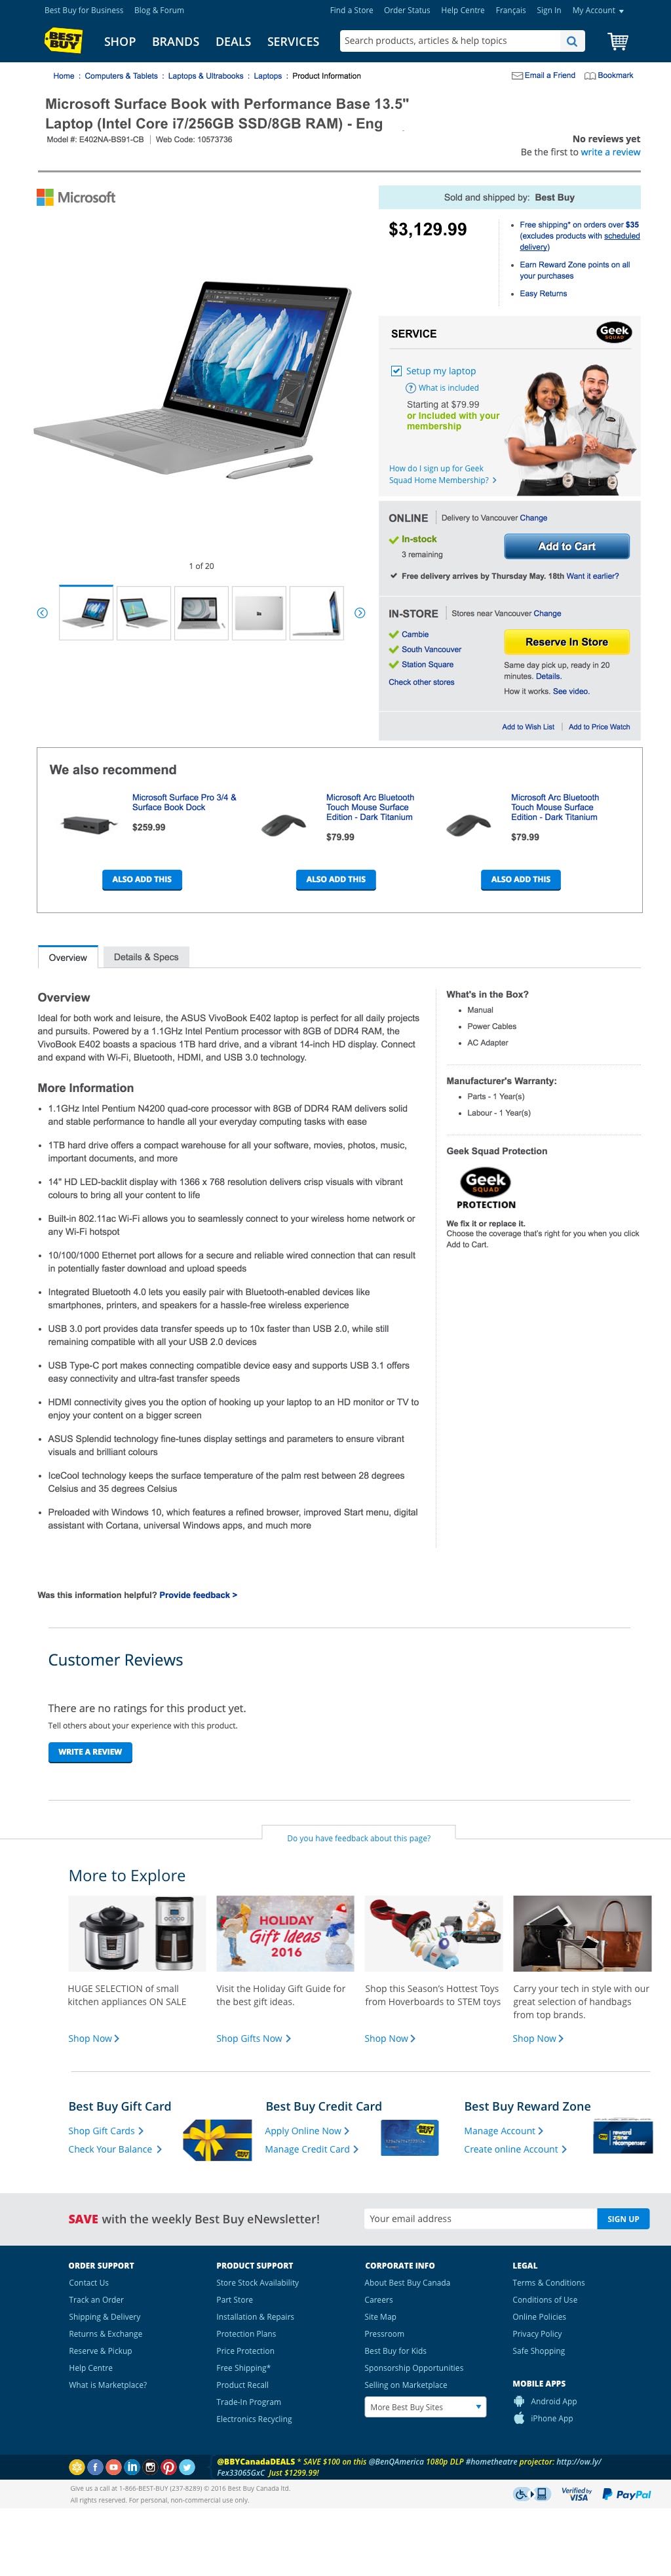 Best Buy for Business Blog & Forum Find a Store Order Status Help Centre Français Sign In My Account
BEST BUY SHOP BRANDS DEALS SERVICES Search products, articles & help topics
Home : Computers & Tablets : Laptops & Ultrabooks : Laptops : Product Information Email a Friend Bookmark
Microsoft Surface Book with Performance Base 13.5"
Laptop (Intel Core i7/256GB SSD/8GB RAM) - Eng
Model #: E402NA-BS91-CB | Web Code: 10573736
No reviews yet
Be the first to write a review
Microsoft
Sold and shipped by: Best Buy
$3,129.99
• Free shipping* on orders over $35
(excludes products with scheduled
delivery)
• Earn Reward Zone points on all
your purchases
• Easy Returns
SERVICE
Geek SQUAD
Setup my laptop
? What is included
Starting at $79.99
or Included with your
membership
How do I sign up for Geek
Squad Home Membership?
1 of 20
ONLINE | Delivery to Vancouver Change
In-stock
3 remaining
Add to Cart
Free delivery arrives by Thursday May. 18th Want it earlier?
IN-STORE | Stores near Vancouver Change
Cambie
South Vancouver
Station Square
Check other stores
Reserve In Store
Same day pick up, ready in 20
minutes. Details.
How it works. See video.
Add to Wish List | Add to Price Watch
We also recommend
Microsoft Surface Pro 3/4 &
Surface Book Dock
$259.99
ALSO ADD THIS
Microsoft Arc Bluetooth
Touch Mouse Surface
Edition - Dark Titanium
$79.99
ALSO ADD THIS
Microsoft Arc Bluetooth
Touch Mouse Surface
Edition - Dark Titanium
$79.99
ALSO ADD THIS
Overview Details & Specs
Overview
Ideal for both work and leisure, the ASUS VivoBook E402 laptop is perfect for all daily projects
and pursuits. Powered by a 1.1GHz Intel Pentium processor with 8GB of DDR4 RAM, the
VivoBook E402 boasts a spacious 1TB hard drive, and a vibrant 14-inch HD display. Connect
and expand with Wi-Fi, Bluetooth, HDMI, and USB 3.0 technology.
More Information
• 1.1GHz Intel Pentium N4200 quad-core processor with 8GB of DDR4 RAM delivers solid
and stable performance to handle all your everyday computing tasks with ease
• 1TB hard drive offers a compact warehouse for all your software, movies, photos, music,
important documents, and more
• 14" HD LED-backlit display with 1366 x 768 resolution delivers crisp visuals with vibrant
colours to bring all your content to life
• Built-in 802.11ac Wi-Fi allows you to seamlessly connect to your wireless home network or
any Wi-Fi hotspot
• 10/100/1000 Ethernet port allows for a secure and reliable wired connection that can result
in potentially faster download and upload speeds
• Integrated Bluetooth 4.0 lets you easily pair with Bluetooth-enabled devices like
smartphones, printers, and speakers for a hassle-free wireless experience
• USB 3.0 port provides data transfer speeds up to 10x faster than USB 2.0, while still
remaining compatible with all your USB 2.0 devices
• USB Type-C port makes connecting compatible device easy and supports USB 3.1 offers
easy connectivity and ultra-fast transfer speeds
• HDMI connectivity gives you the option of hooking up your laptop to an HD monitor or TV to
enjoy your content on a bigger screen
• ASUS Splendid technology fine-tunes display settings and parameters to ensure vibrant
visuals and brilliant colours
• IceCool technology keeps the surface temperature of the palm rest between 28 degrees
Celsius and 35 degrees Celsius
• Preloaded with Windows 10, which features a refined browser, improved Start menu, digital
assistant with Cortana, universal Windows apps, and much more
What's in the Box?
• Manual
• Power Cables
• AC Adapter
Manufacturer's Warranty:
• Parts - 1 Year(s)
• Labour - 1 Year(s)
Geek Squad Protection
Geek SQUAD
PROTECTION
We fix it or replace it.
Choose the coverage that's right for you when you click
Add to Cart.
Was this information helpful? Provide feedback >
Customer Reviews
There are no ratings for this product yet.
Tell others about your experience with this product.
WRITE A REVIEW
Do you have feedback about this page?
More to Explore
HUGE SELECTION of small
kitchen appliances ON SALE
Shop Now
HOLIDAY
Gift Ideas
2016
Visit the Holiday Gift Guide for
the best gift ideas.
Shop Gifts Now
Shop this Season's Hottest Toys
from Hoverboards to STEM toys
Shop Now
Carry your tech in style with our
great selection of handbags
from top brands.
Shop Now
Best Buy Gift Card
Shop Gift Cards
Check Your Balance
Best Buy Credit Card
Apply Online Now
Manage Credit Card
BEST BUY
Best Buy Reward Zone
Manage Account
Create online Account
reward zone
récompenses
SAVE with the weekly Best Buy eNewsletter!
Your email address
SIGN UP
ORDER SUPPORT
Contact Us
Track an Order
Shipping & Delivery
Returns & Exchange
Reserve & Pickup
Help Centre
What is Marketplace?
PRODUCT SUPPORT
Store Stock Availability
Part Store
Installation & Repairs
Protection Plans
Price Protection
Free Shipping*
Product Recall
Trade-In Program
Electronics Recycling
CORPORATE INFO
About Best Buy Canada
Careers
Site Map
Pressroom
Best Buy for Kids
Sponsorship Opportunities
Selling on Marketplace
More Best Buy Sites
LEGAL
Terms & Conditions
Conditions of Use
Online Policies
Privacy Policy
Safe Shopping
MOBILE APPS
Android App
iPhone App
@BBYCanadaDEALS * SAVE $100 on this @BenQAmerica 1080p DLP #hometheatre projector: http://ow.ly/
Fex33065GxC Just $1299.99!
Give us a call at 1-866-BEST-BUY (237-8289) © 2016 Best Buy Canada ltd.
All rights reserved. For personal, non-commercial use only.
Verified by
VISA
PayPal